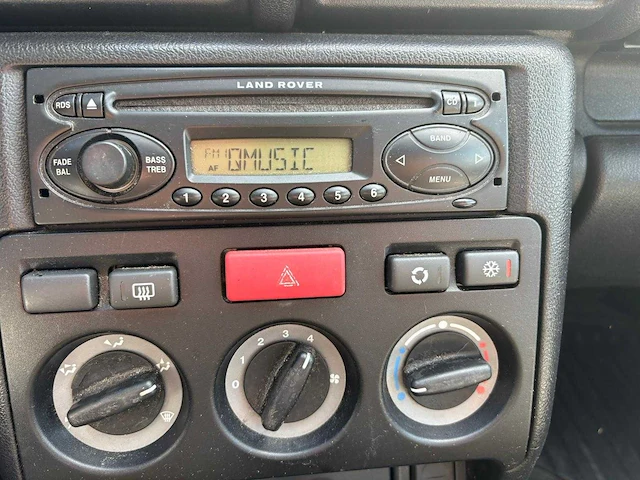 LAND ROVER
RDS
CD
FADE
BAL
BASS
TREB
FM
AF
QMUSIC
BAND
MENU
1 2 3 4 5 6
0 1 2 3 4